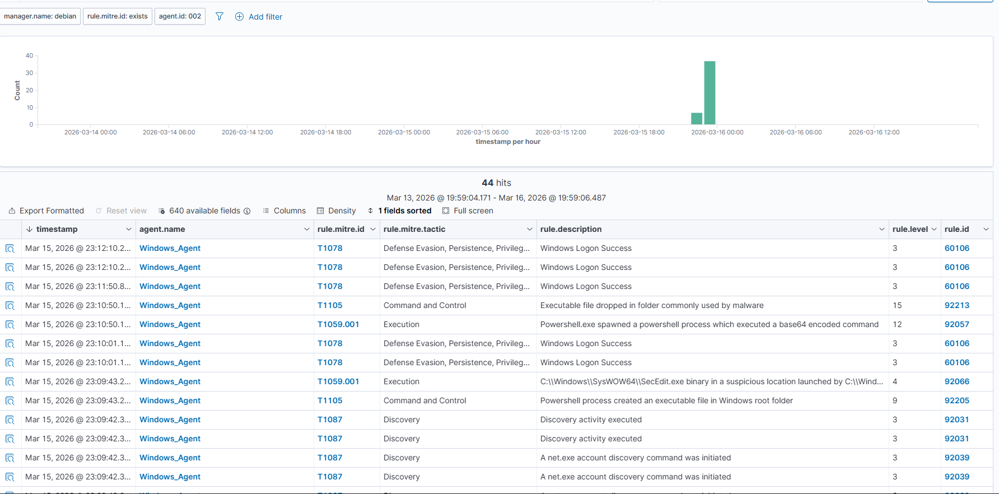 manager.name: debian rule.mitre.id: exists agent.id: 002 Add filter
40
30
20
10
0
Count
2026-03-14 00:00 2026-03-14 06:00 2026-03-14 12:00 2026-03-14 18:00 2026-03-15 00:00 2026-03-15 06:00 2026-03-15 12:00 2026-03-15 18:00 2026-03-16 00:00 2026-03-16 06:00 2026-03-16 12:00
timestamp per hour
44 hits
Mar 13, 2026 @ 19:59:04.171 - Mar 16, 2026 @ 19:59:06.487
Export Formatted Reset view 640 available fields Columns Density 1 fields sorted Full screen
timestamp agent.name rule.mitre.id rule.mitre.tactic rule.description rule.level rule.id
Mar 15, 2026 @ 23:12:10.2... Windows_Agent T1078 Defense Evasion, Persistence, Privileg... Windows Logon Success 3 60106
Mar 15, 2026 @ 23:12:10.2... Windows_Agent T1078 Defense Evasion, Persistence, Privileg... Windows Logon Success 3 60106
Mar 15, 2026 @ 23:11:50.8... Windows_Agent T1078 Defense Evasion, Persistence, Privileg... Windows Logon Success 3 60106
Mar 15, 2026 @ 23:10:50.1... Windows_Agent T1105 Command and Control Executable file dropped in folder commonly used by malware 15 92213
Mar 15, 2026 @ 23:10:50.1... Windows_Agent T1059.001 Execution Powershell.exe spawned a powershell process which executed a base64 encoded command 12 92057
Mar 15, 2026 @ 23:10:01.1... Windows_Agent T1078 Defense Evasion, Persistence, Privileg... Windows Logon Success 3 60106
Mar 15, 2026 @ 23:10:01.1... Windows_Agent T1078 Defense Evasion, Persistence, Privileg... Windows Logon Success 3 60106
Mar 15, 2026 @ 23:09:43.2... Windows_Agent T1059.001 Execution C:\\Windows\\SysWOW64\\SecEdit.exe binary in a suspicious location launched by C:\\Wind... 4 92066
Mar 15, 2026 @ 23:09:43.2... Windows_Agent T1105 Command and Control Powershell process created an executable file in Windows root folder 9 92205
Mar 15, 2026 @ 23:09:42.3... Windows_Agent T1087 Discovery Discovery activity executed 3 92031
Mar 15, 2026 @ 23:09:42.3... Windows_Agent T1087 Discovery Discovery activity executed 3 92031
Mar 15, 2026 @ 23:09:42.3... Windows_Agent T1087 Discovery A net.exe account discovery command was initiated 3 92039
Mar 15, 2026 @ 23:09:42.3... Windows_Agent T1087 Discovery A net.exe account discovery command was initiated 3 92039